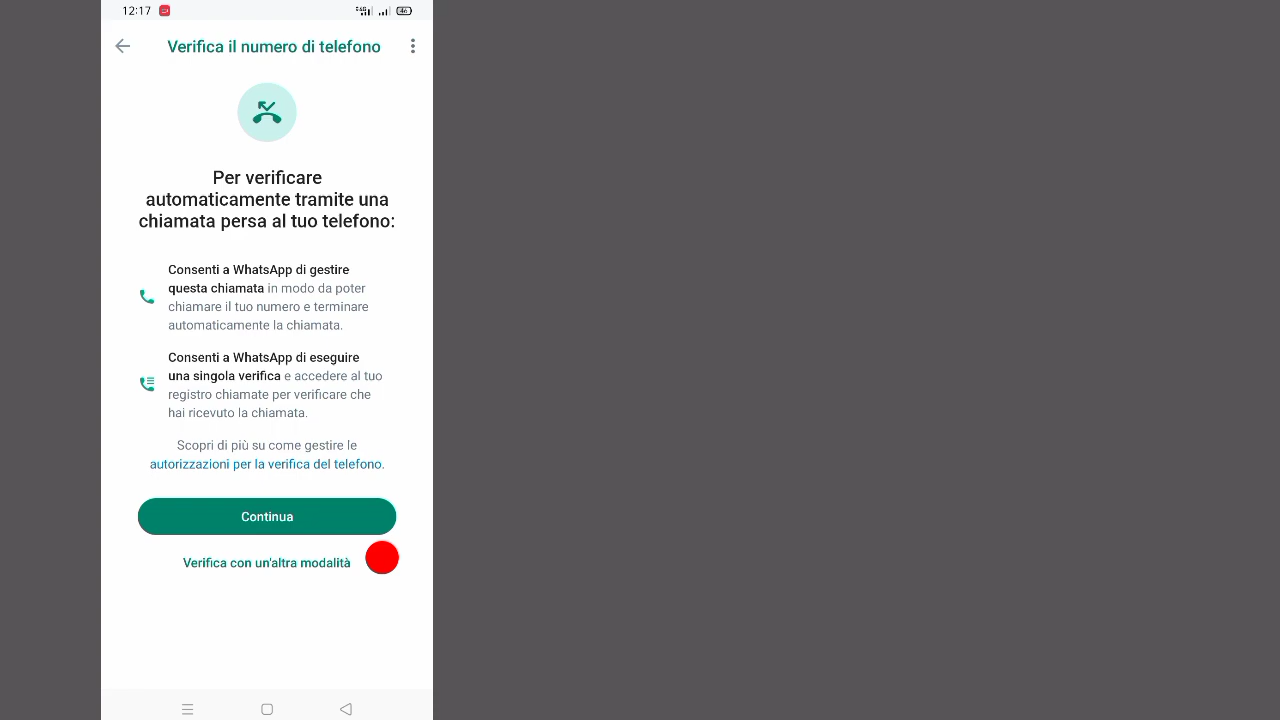 12:17
46
Verifica il numero di telefono
Per verificare
automaticamente tramite una
chiamata persa al tuo telefono:
Consenti a WhatsApp di gestire
questa chiamata in modo da poter
chiamare il tuo numero e terminare
automaticamente la chiamata.
Consenti a WhatsApp di eseguire
una singola verifica e accedere al tuo
registro chiamate per verificare che
hai ricevuto la chiamata.
Scopri di più su come gestire le
autorizzazioni per la verifica del telefono.
Continua
Verifica con un'altra modalità